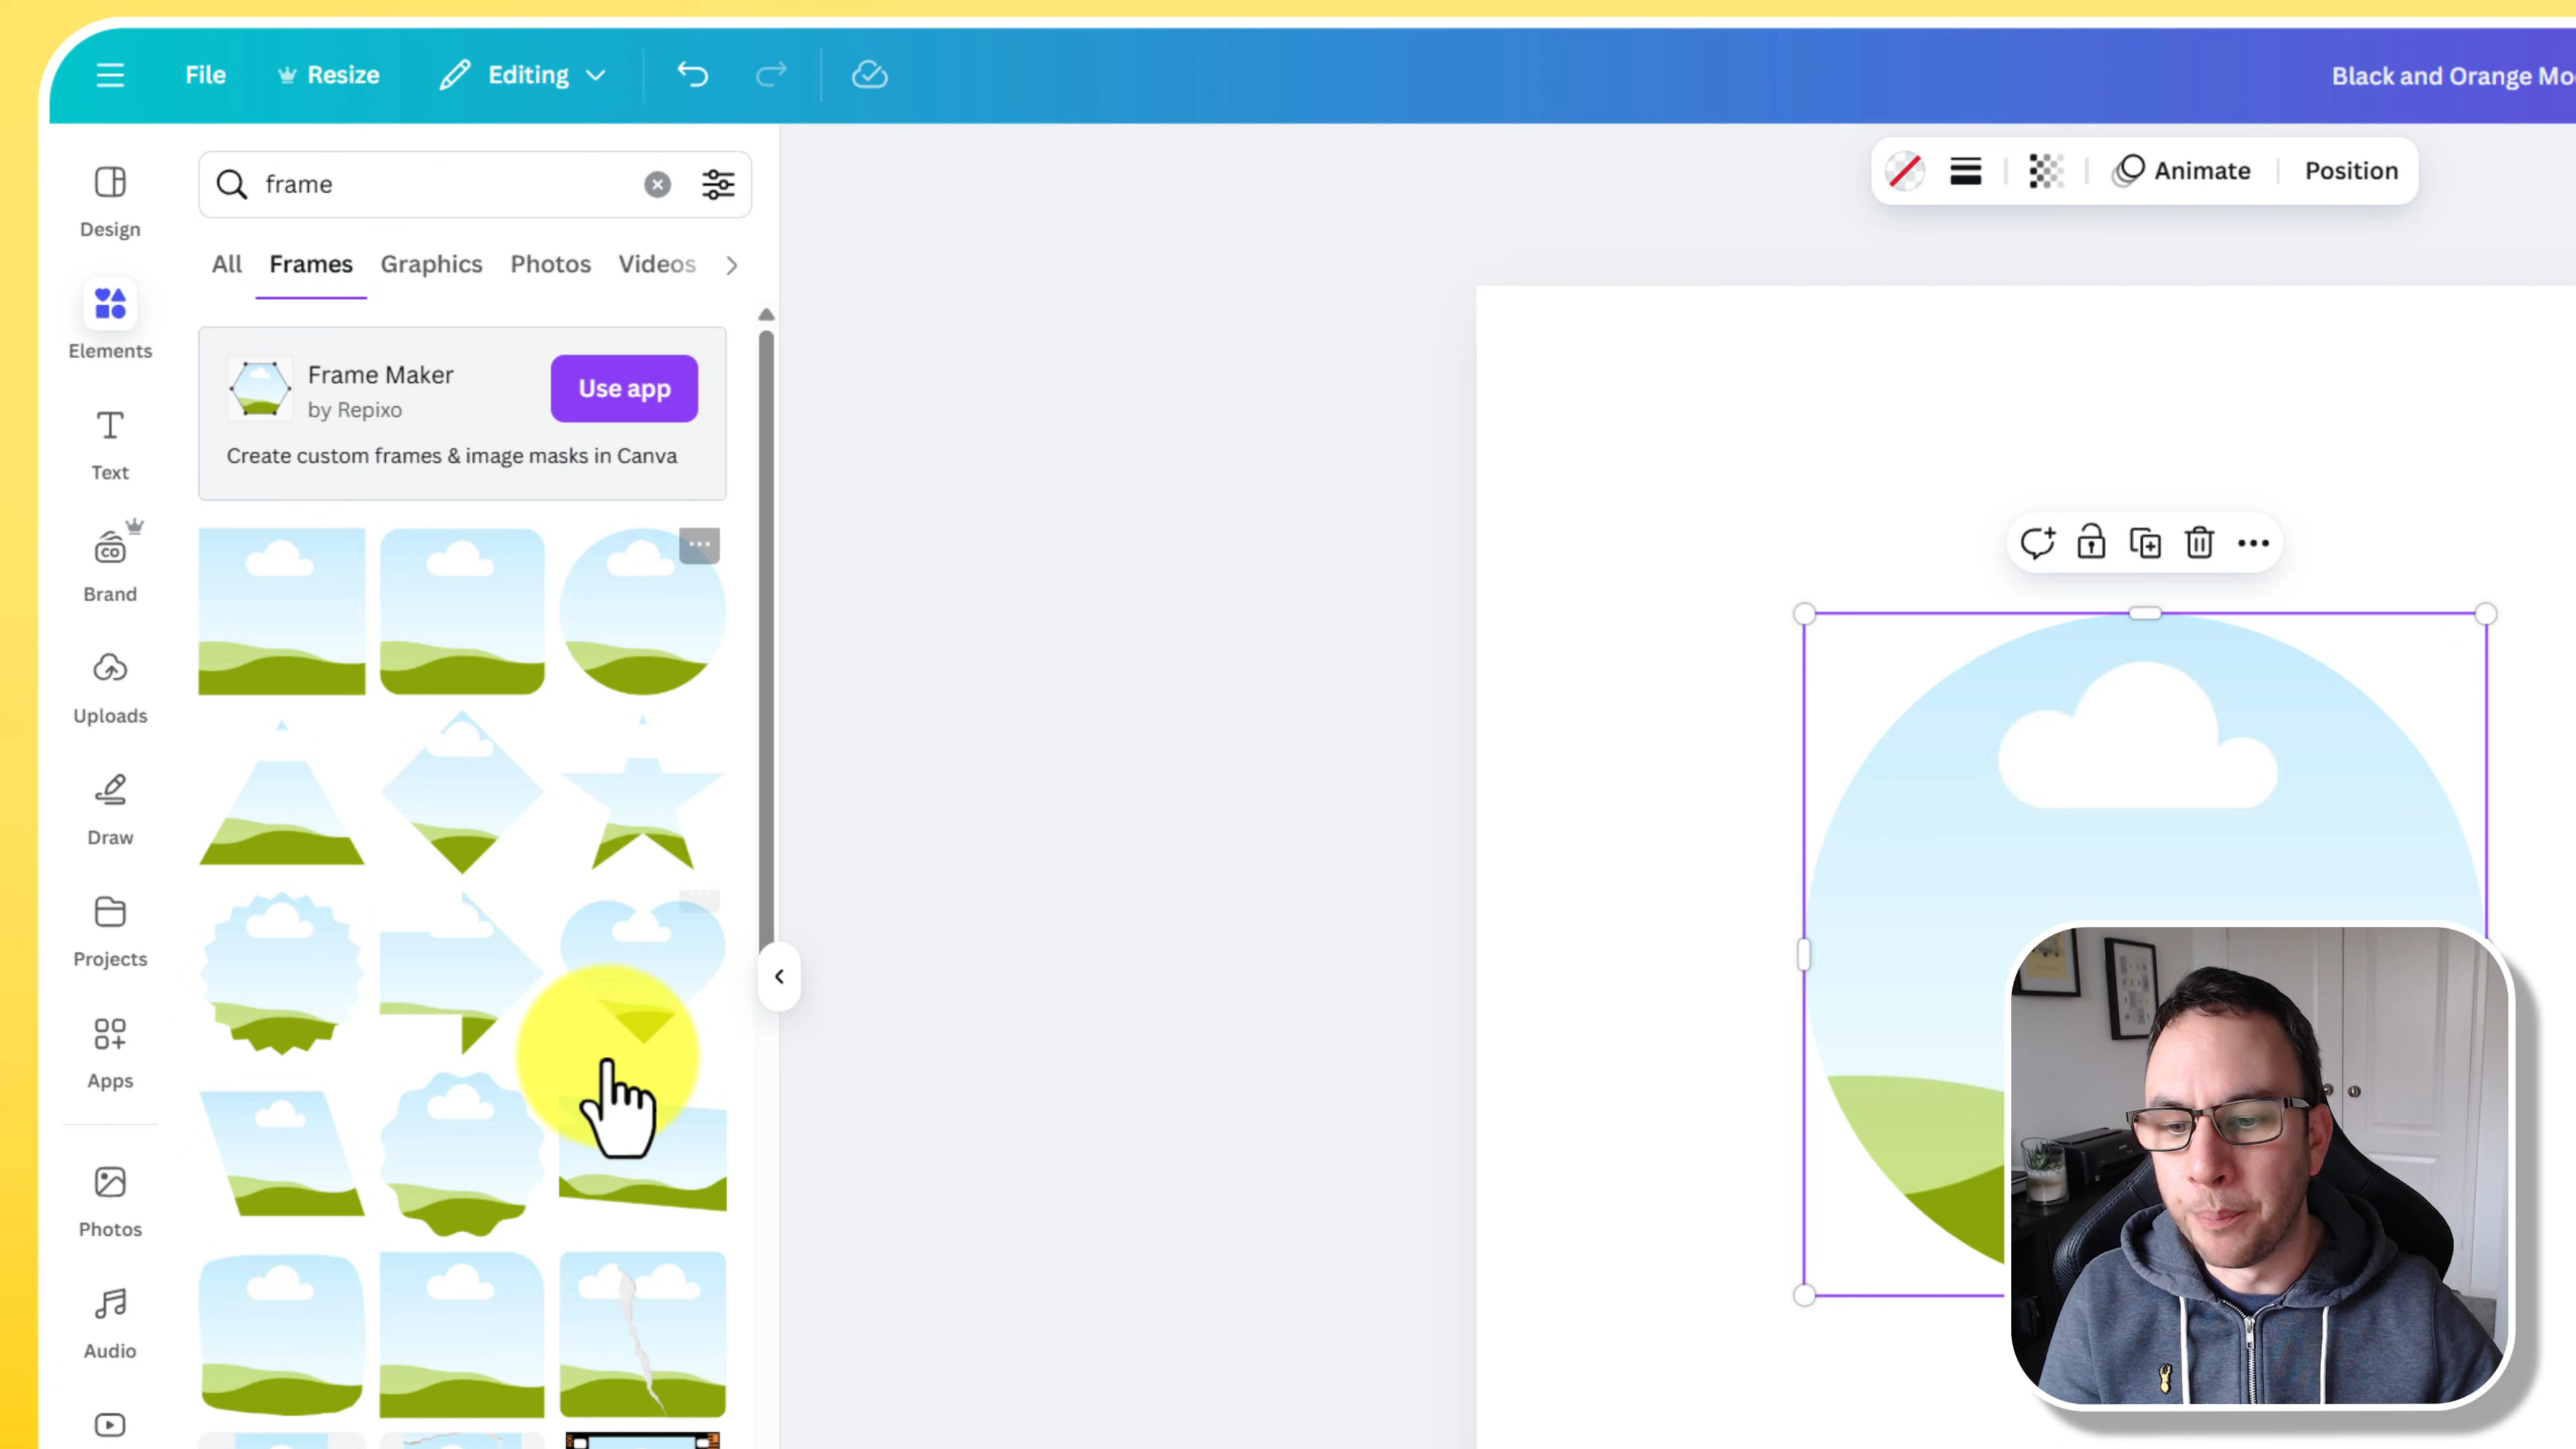 File
Resize
Editing
Black and Orange Mo
Design
Elements
Text
Brand
CO
Uploads
Draw
Projects
Apps
Photos
Audio
frame
All
Frames
Graphics
Photos
Videos
Frame Maker
by Repixo
Use app
Create custom frames & image masks in Canva
Animate
Position